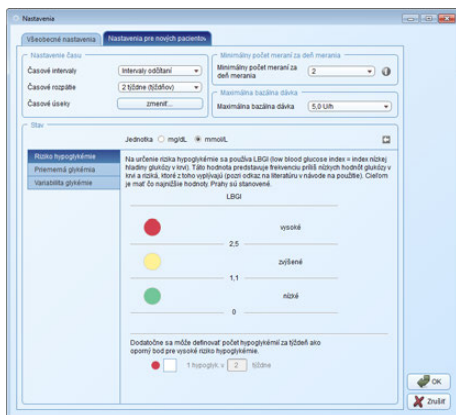 Nastavenia
Všeobecné nastavenia
Nastavenia pre nových pacientov
Nastavenie času
Časové intervaly
Intervaly odčítaní
Časové rozpätie
2 týždne (týždňov)
Časové úseky
zmeniť...
Minimálny počet meraní za deň merania
Minimálny počet meraní za
deň merania
2
Maximálna bazálna dávka
Maximálna bazálna dávka
5,0 U/h
Stav
Jednotka mg/dL mmol/L
Riziko hypoglykémie
Priemerná glykémia
Variabilita glykémie
Na určenie rizika hypoglykémie sa používa LBGI (low blood glucose index = index nízkej
hladiny glukózy v krvi). Táto hodnota predstavuje frekvenciu príliš nízkych hodnôt glukózy v
krvi a riziká, ktoré z toho vyplývajú (pozri odkaz na literatúru v návode na použitie). Cieľom
je mať čo najnižšie hodnoty. Prahy sú stanovené.
LBGI
vysoké
2,5
zvýšené
1,1
nízké
0
Dodatočne sa môže definovať počet hypoglykémií za týždeň ako
oporný bod pre vysoké riziko hypoglykémie.
1 hypoglyk. v 2 týždne
OK
Zrušiť